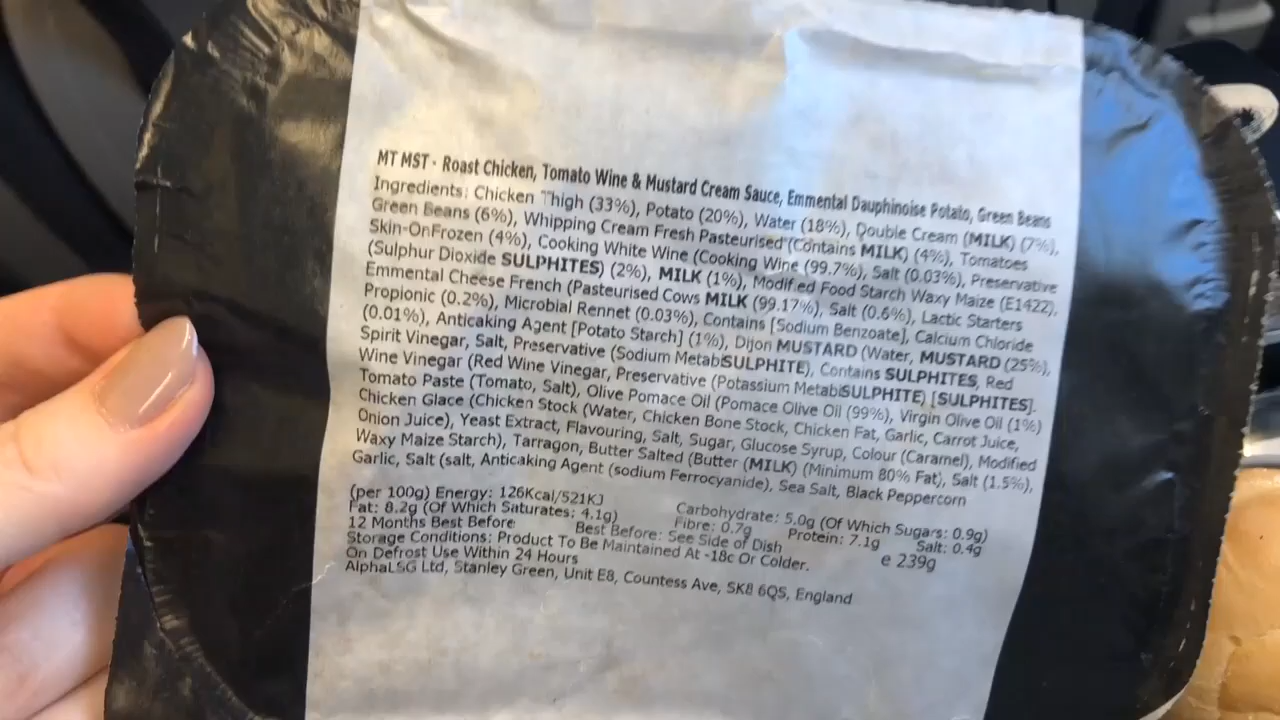 MT MST - Roast Chicken, Tomato Wine & Mustard Cream Sauce, Emmental Dauphinoise Potato, Green Beans
Ingredients: Chicken Thigh (33%), Potato (20%), Water (18%), Double Cream (MILK) (7%),
Green Beans (6%), Whipping Cream Fresh Pasteurised (Contains MILK) (4%), Tomatoes
Skin-OnFrozen (4%), Cooking White Wine (Cooking Wine (99.7%), Salt (0.03%), Preservative
(Sulphur Dioxide SULPHITES) (2%), MILK (1%), Modified Food Starch Waxy Maize (E1422),
Emmental Cheese French (Pasteurised Cows MILK (99.17%), Salt (0.6%), Lactic Starters
Propionic (0.2%), Microbial Rennet (0.03%), Contains [Sodium Benzoate], Calcium Chloride
(0.01%), Anticaking Agent [Potato Starch] (1%), Dijon MUSTARD (Water, MUSTARD (25%),
Spirit Vinegar, Salt, Preservative (Sodium MetabiSULPHITE), Contains SULPHITES, Red
Wine Vinegar (Red Wine Vinegar, Preservative (Potassium MetabiSULPHITE) [SULPHITES].
Tomato Paste (Tomato, Salt), Olive Pomace Oil (Pomace Olive Oil (99%), Virgin Olive Oil (1%)
Chicken Glace (Chicken Stock (Water, Chicken Bone Stock, Chicken Fat, Garlic, Carrot Juice,
Onion Juice), Yeast Extract, Flavouring, Salt, Sugar, Glucose Syrup, Colour (Caramel), Modified
Waxy Maize Starch), Tarragon, Butter Salted (Butter (MILK) (Minimum 80% Fat), Salt (1.5%),
Garlic, Salt (salt, Anticaking Agent (sodium Ferrocyanide), Sea Salt, Black Peppercorn
(per 100g) Energy: 126Kcal/521KJ Carbohydrate: 5.0g (Of Which Sugars: 0.9g)
Fat: 8.2g (Of Which Saturates: 4.1g) Fibre: 0.7g Protein: 7.1g Salt: 0.4g
12 Months Best Before Best Before: See Side of Dish e 239g
Storage Conditions: Product To Be Maintained At -18c Or Colder.
On Defrost Use Within 24 Hours
AlphaLSG Ltd, Stanley Green, Unit E8, Countess Ave, SK8 6QS, England